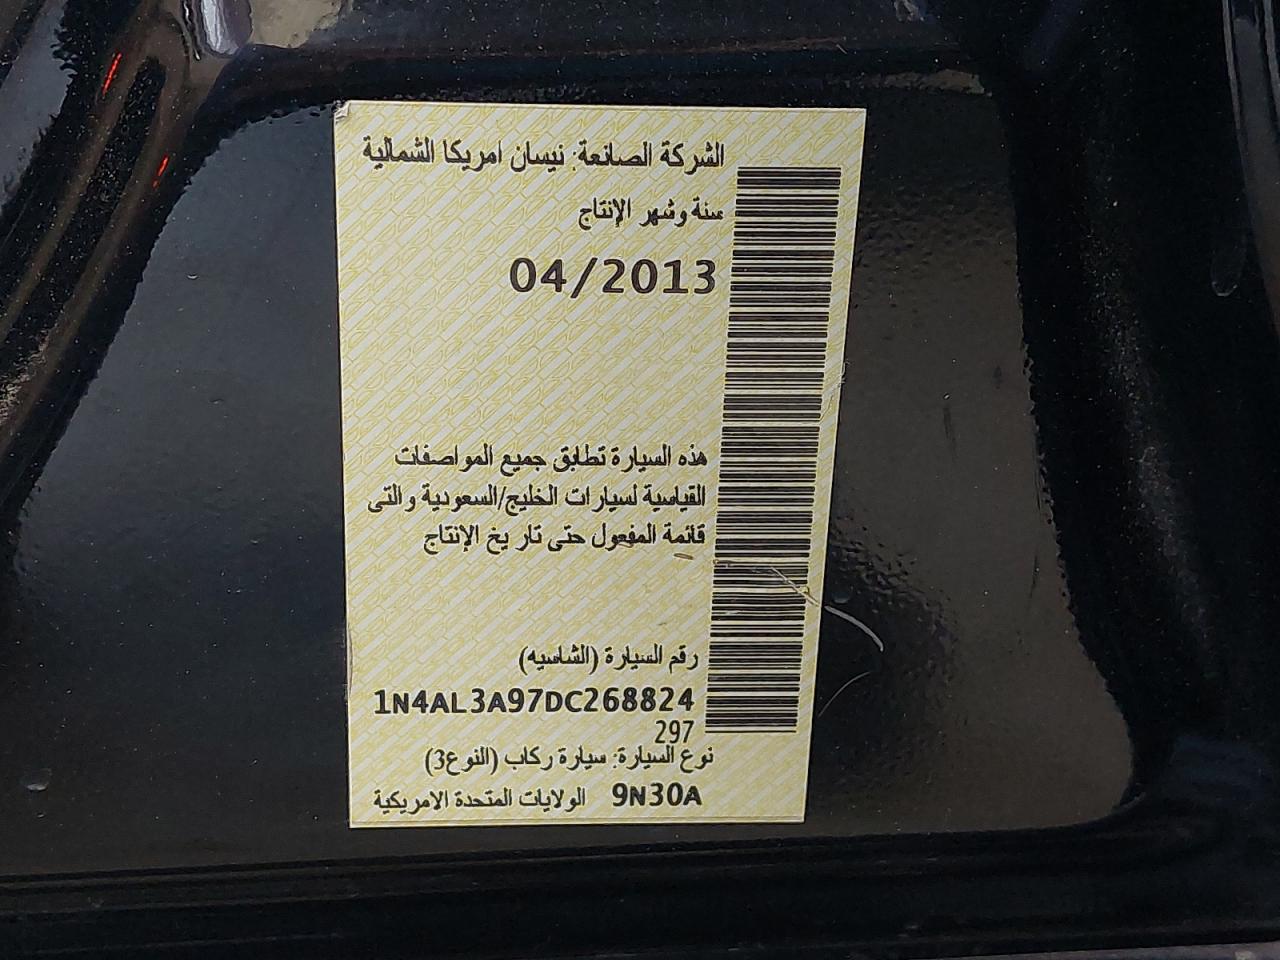 الشركة الصانعة: نيسان امريكا الشمالية
سنة وشهر الإنتاج
04/2013
هذه السيارة تطابق جميع المواصفات
القياسية لسيارات الخليج/السعودية والتى
قائمة المفعول حتى تاريخ الإنتاج
رقم السيارة (الشاسيه)
1N4AL3A97DC268824
297
نوع السيارة: سيارة ركاب (النوع3)
9N30A الولايات المتحدة الامريكية